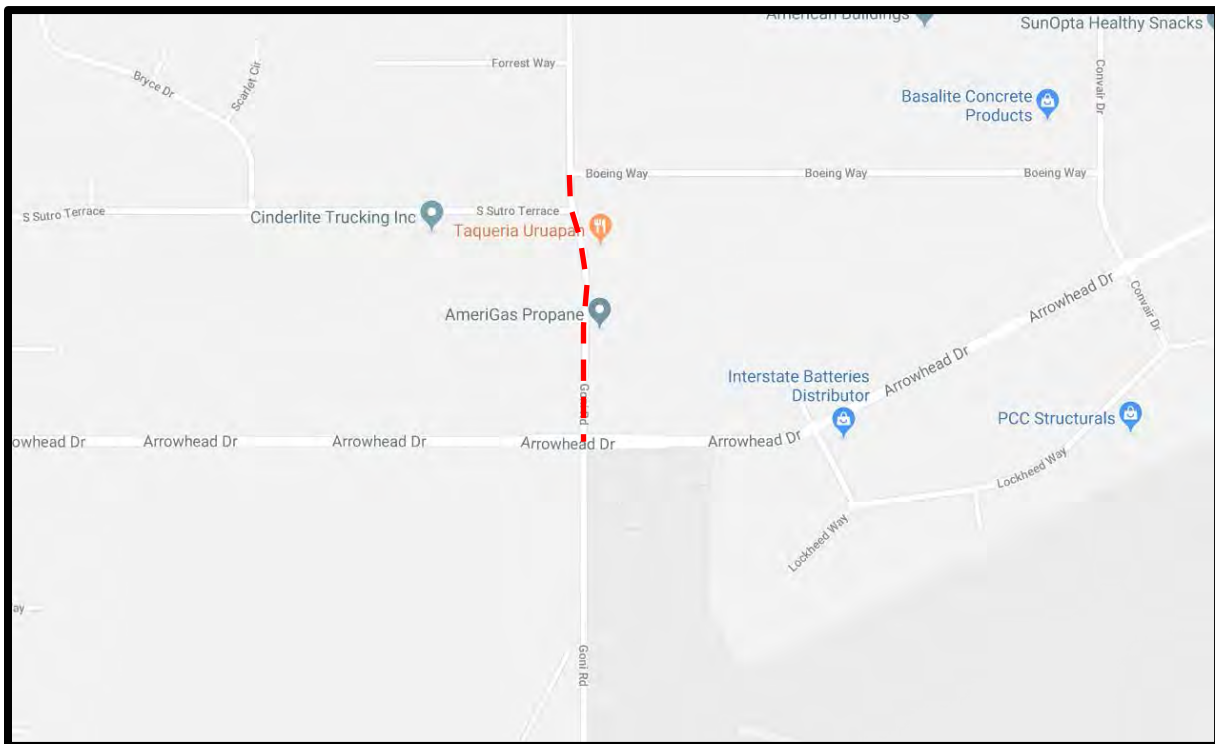 American Buildings
SunOpta Healthy Snacks
Forrest Way
Bryce Dr
Scarlet Cir
Convair Dr
Basalite Concrete
Products
Boeing Way
Boeing Way
Boeing Way
S Sutro Terrace
Cinderlite Trucking Inc
S Sutro Terrace
Taqueria Uruapan
Arrowhead Dr
Convair Dr
AmeriGas Propane
Arrowhead Dr
Interstate Batteries
Distributor
Goni Rd
PCC Structurals
owhead Dr
Arrowhead Dr
Arrowhead Dr
Arrowhead Dr
Arrowhead Dr
Lockheed Way
Lockheed Way
ay
Goni Rd